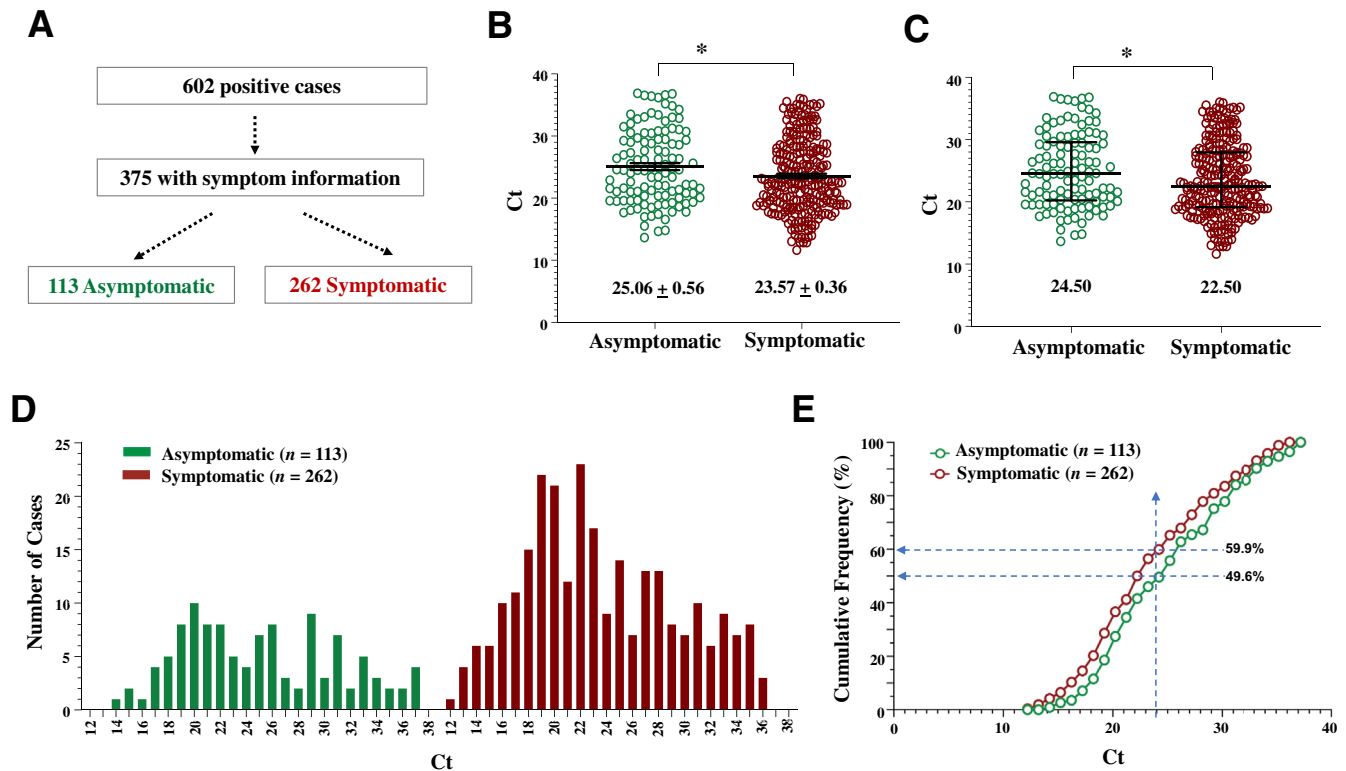 A
602 positive cases
375 with symptom information
113 Asymptomatic
262 Symptomatic
B
*
Ct
40
30
20
10
0
25.06 + 0.56
23.57 + 0.36
Asymptomatic
Symptomatic
C
*
Ct
40
30
20
10
0
24.50
22.50
Asymptomatic
Symptomatic
D
Asymptomatic (n = 113)
Symptomatic (n = 262)
Number of Cases
25
20
15
10
5
0
12 14 16 18 20 22 24 26 28 30 32 34 36 38 12 14 16 18 20 22 24 26 28 30 32 34 36 38
Ct
E
Asymptomatic (n = 113)
Symptomatic (n = 262)
Cumulative Frequency (%)
100
80
60
40
20
0
59.9%
49.6%
0 10 20 30 40
Ct